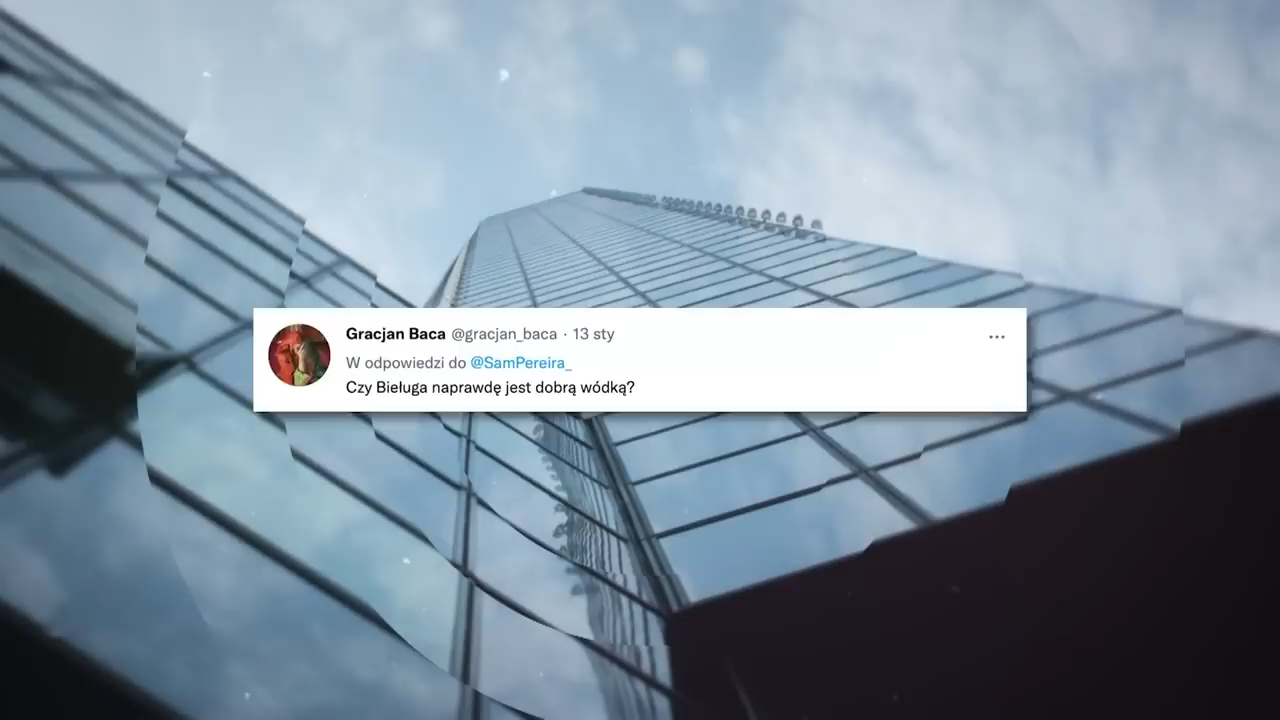 Gracjan Baca @gracjan_baca · 13 sty
W odpowiedzi do @SamPereira_
Czy Bieługa naprawdę jest dobrą wódką?